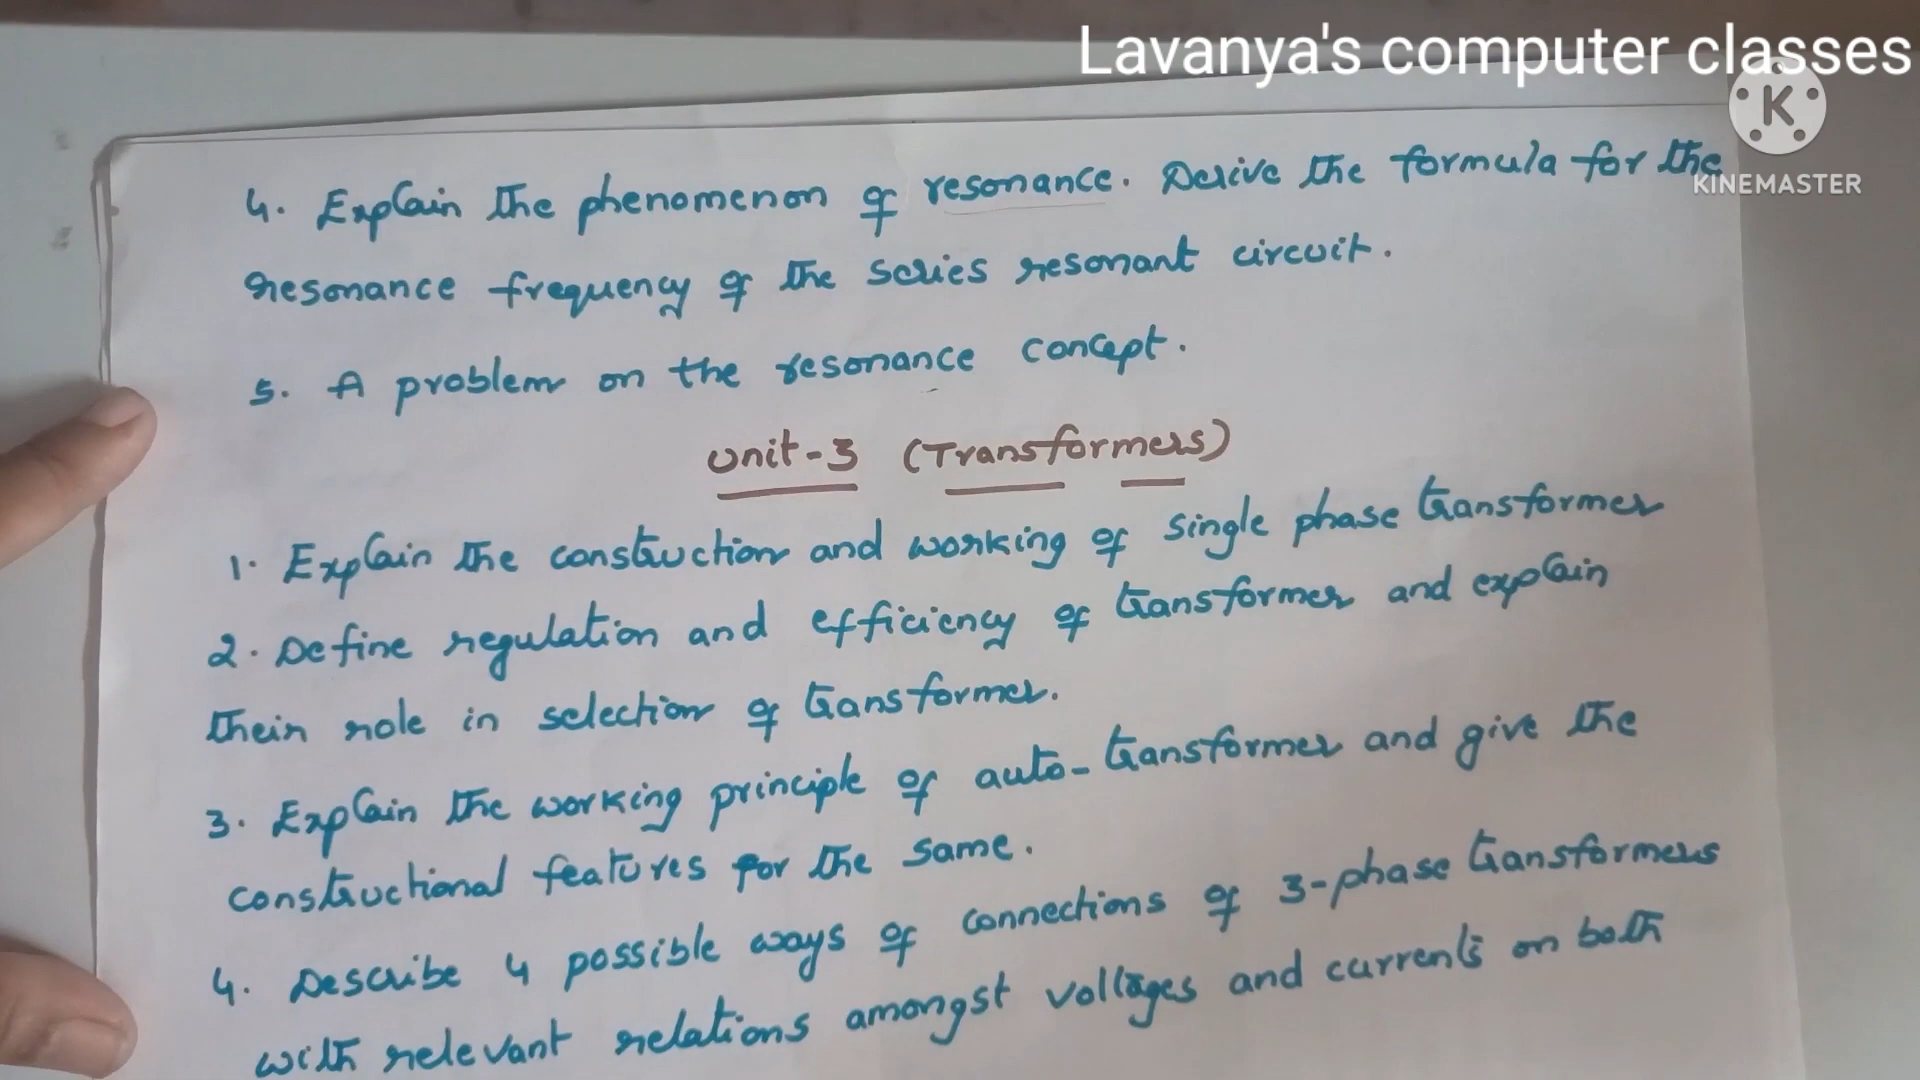 Lavanya's computer classes
K
KINEMASTER
4. Explain the phenomenon of resonance. Derive the formula for the
resonance frequency of the series resonant circuit.
5. A problem on the resonance concept.
Unit-3 (Transformers)
1. Explain the construction and working of single phase transformer
2. Define regulation and efficiency of transformer and explain
their role in selection of transformer.
3. Explain the working principle of auto-transformer and give the
constructional features for the same.
4. Describe 4 possible ways of connections of 3-phase transformers
with relevant relations amongst voltages and currents on both